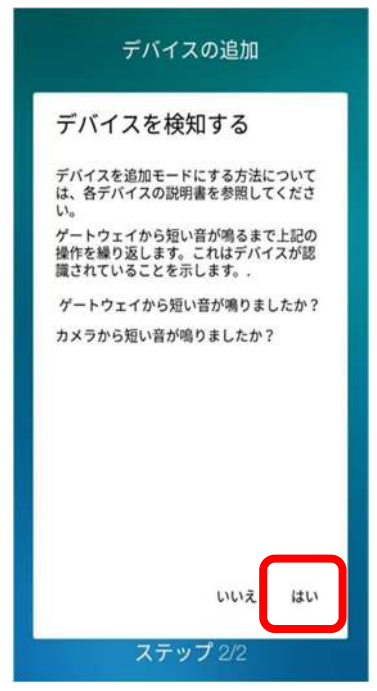 デバイスの追加
デバイスを検知する
デバイスを追加モードにする方法について
は、各デバイスの説明書を参照してくださ
い。
ゲートウェイから短い音が鳴るまで上記の
操作を繰り返します。これはデバイスが認
識されていることを示します。.
ゲートウェイから短い音が鳴りましたか？
カメラから短い音が鳴りましたか？
いいえ はい
ステップ 2/2